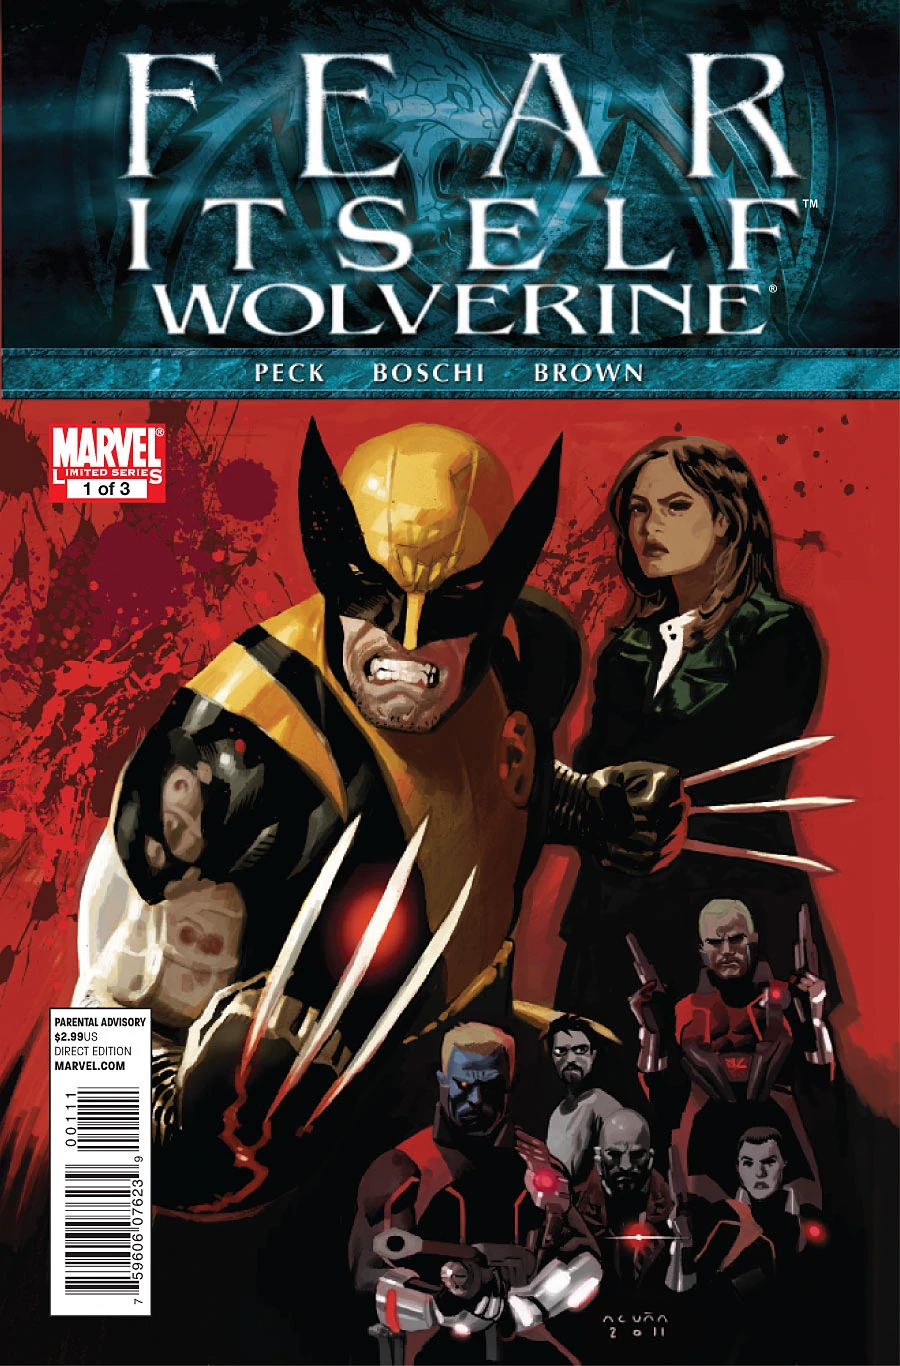 FEAR
ITSELF™
WOLVERINE®
PECK BOSCHI BROWN
MARVEL®
LIMITED SERIES
1 of 3
PARENTAL ADVISORY
$2.99US
DIRECT EDITION
MARVEL.COM
00111
7 59606 07623 9
ACUÑA
2011